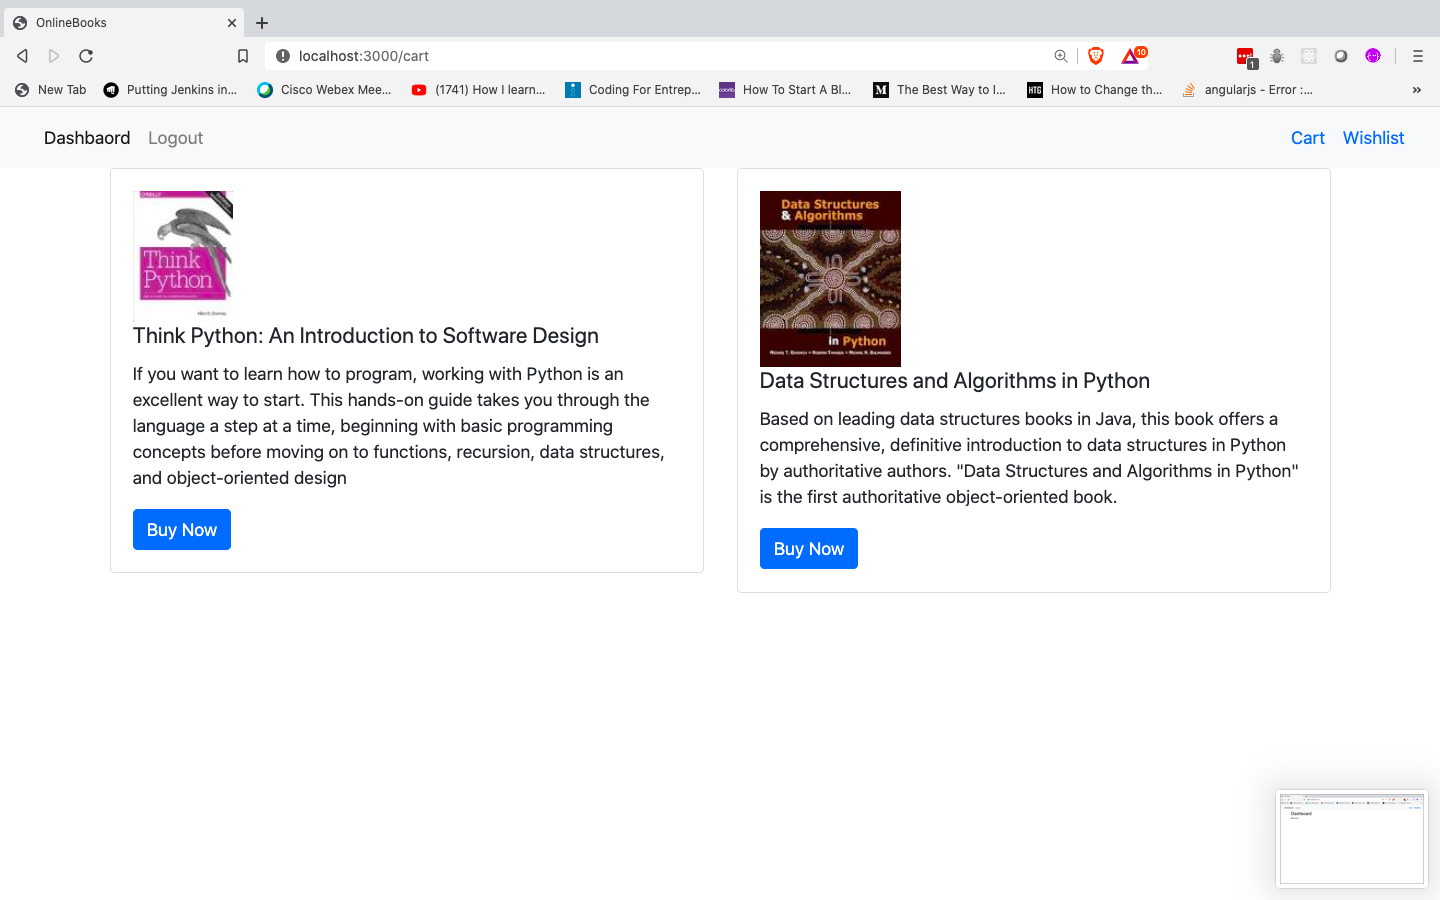 OnlineBooks
localhost:3000/cart
10
1
New Tab
Putting Jenkins in...
Cisco Webex Mee...
(1741) How I learn...
Coding For Entrep...
How To Start A Bl...
M
The Best Way to I...
HTG
How to Change th...
angularjs - Error :...
»
Dashbaord
Logout
Cart
Wishlist
O'REILLY
Think
Python
Think Python: An Introduction to Software Design
If you want to learn how to program, working with Python is an
excellent way to start. This hands-on guide takes you through the
language a step at a time, beginning with basic programming
concepts before moving on to functions, recursion, data structures,
and object-oriented design
Buy Now
Data Structures
& Algorithms
in Python
Data Structures and Algorithms in Python
Based on leading data structures books in Java, this book offers a
comprehensive, definitive introduction to data structures in Python
by authoritative authors. "Data Structures and Algorithms in Python"
is the first authoritative object-oriented book.
Buy Now
Dashboard